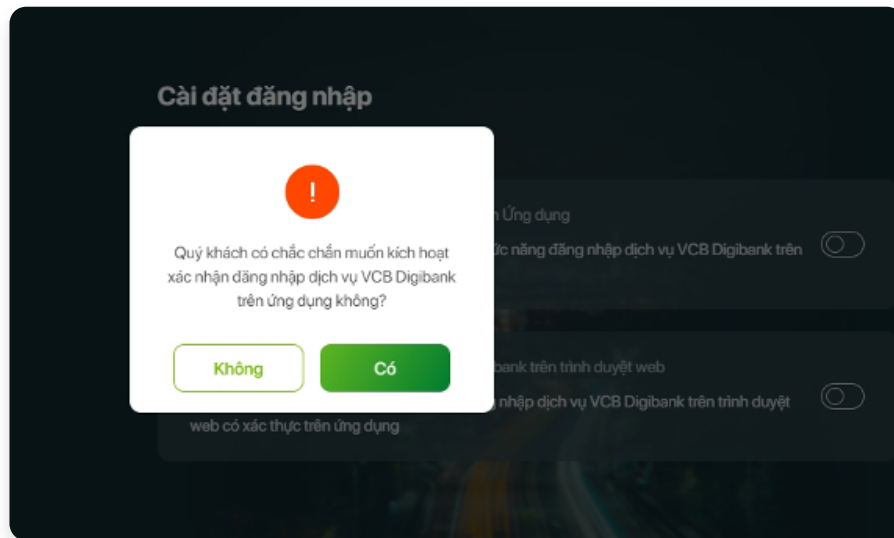 Cài đặt đăng nhập
!
Quý khách có chắc chắn muốn kích hoạt
xác nhận đăng nhập dịch vụ VCB Digibank
trên ứng dụng không?
Không
Có
Ứng dụng
năng đăng nhập dịch vụ VCB Digibank trên
trên trình duyệt web
nhập dịch vụ VCB Digibank trên trình duyệt
web có xác thực trên ứng dụng